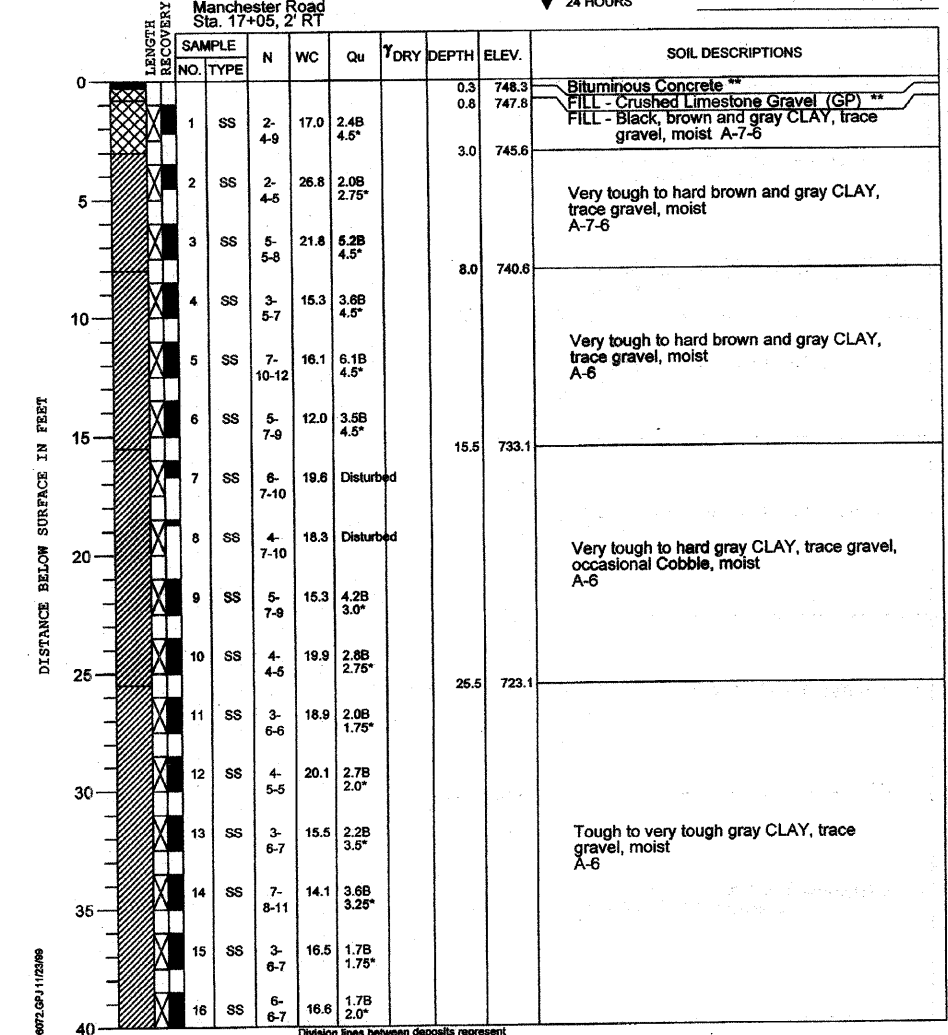 Manchester Road
▼ 24 HOURS
Sta. 17+05, 2' RT
LENGTH
RECOVERY
SAMPLE
NO. TYPE N WC Qu γDRY DEPTH ELEV. SOIL DESCRIPTIONS
0
0.3 748.3 Bituminous Concrete **
0.8 747.8 FILL - Crushed Limestone Gravel (GP) **
FILL - Black, brown and gray CLAY, trace
gravel, moist A-7-6
1 SS 2- 17.0 2.4B
4-9 4.5*
3.0 745.6
2 SS 2- 26.8 2.0B
4-5 2.75*
Very tough to hard brown and gray CLAY,
trace gravel, moist
A-7-6
5
3 SS 5- 21.8 5.2B
5-8 4.5*
8.0 740.6
4 SS 3- 15.3 3.6B
5-7 4.5*
10
Very tough to hard brown and gray CLAY,
trace gravel, moist
A-6
5 SS 7- 16.1 6.1B
10-12 4.5*
6 SS 5- 12.0 3.5B
7-9 4.5*
15
15.5 733.1
7 SS 6- 19.6 Disturbed
7-10
8 SS 4- 18.3 Disturbed
7-10
20
Very tough to hard gray CLAY, trace gravel,
occasional Cobble, moist
A-6
9 SS 5- 15.3 4.2B
7-9 3.0*
10 SS 4- 19.9 2.8B
4-5 2.75*
25
25.5 723.1
11 SS 3- 18.9 2.0B
6-6 1.75*
12 SS 4- 20.1 2.7B
5-5 2.0*
30
13 SS 3- 15.5 2.2B
6-7 3.5*
Tough to very tough gray CLAY, trace
gravel, moist
A-6
14 SS 7- 14.1 3.6B
8-11 3.25*
35
15 SS 3- 16.5 1.7B
6-7 1.75*
16 SS 6- 16.6 1.7B
6-7 2.0*
40
DISTANCE BELOW SURFACE IN FEET
6072.GPJ 11/23/99
Division lines between deposits represent